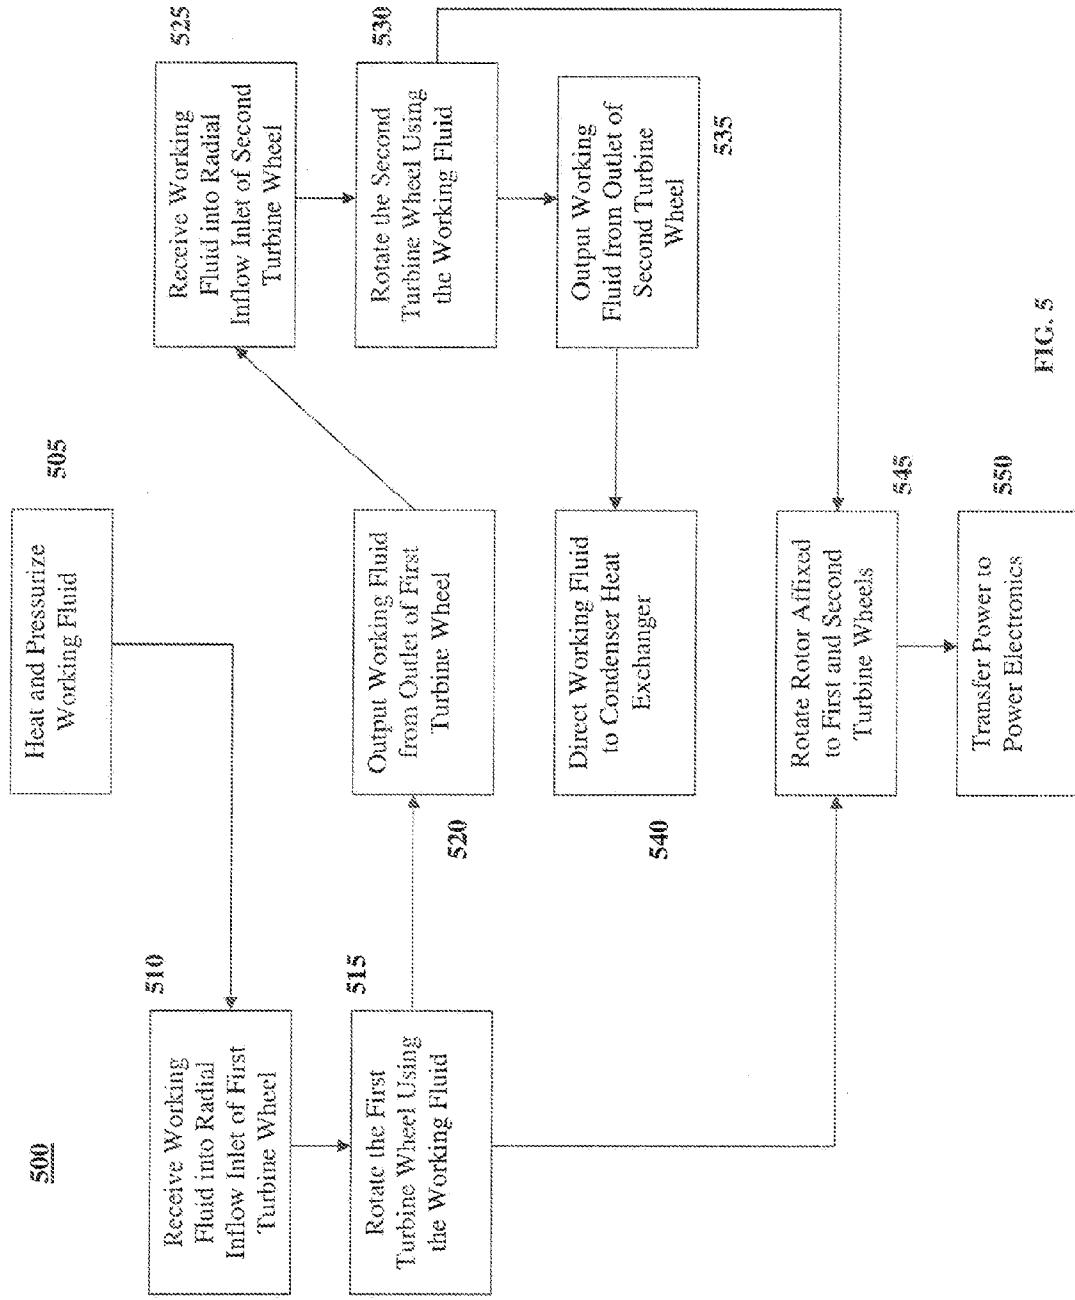 500
505
Heat and Pressurize
Working Fluid
510
Receive Working
Fluid into Radial
Inflow Inlet of First
Turbine Wheel
515
Rotate the First
Turbine Wheel Using
the Working Fluid
520
Output Working Fluid
from Outlet of First
Turbine Wheel
525
Receive Working
Fluid into Radial
Inflow Inlet of Second
Turbine Wheel
530
Rotate the Second
Turbine Wheel Using
the Working Fluid
535
Output Working
Fluid from Outlet of
Second Turbine
Wheel
540
Direct Working Fluid
to Condenser Heat
Exchanger
545
Rotate Rotor Affixed
to First and Second
Turbine Wheels
550
Transfer Power to
Power Electronics
FIG. 5